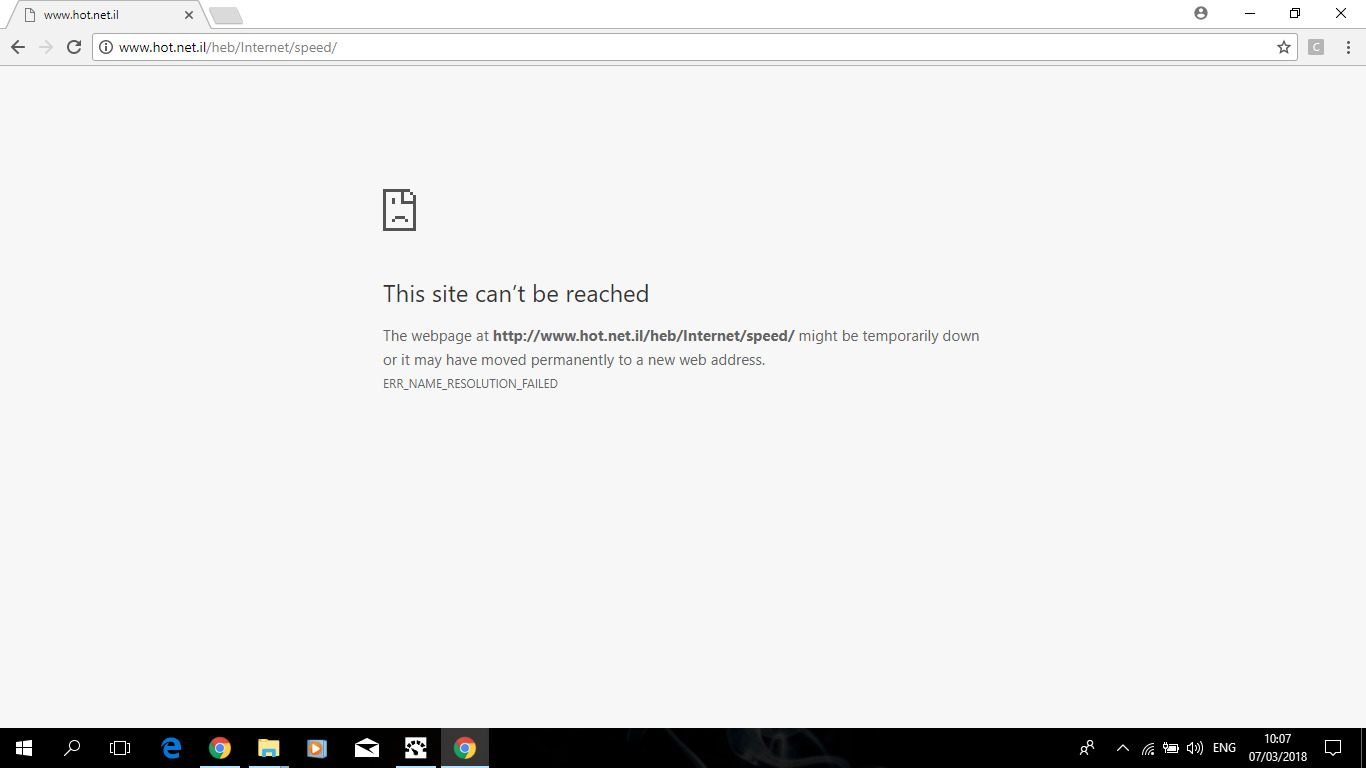 www.hot.net.il
www.hot.net.il/heb/Internet/speed/
C
This site can’t be reached
The webpage at http://www.hot.net.il/heb/Internet/speed/ might be temporarily down
or it may have moved permanently to a new web address.
ERR_NAME_RESOLUTION_FAILED
ENG
10:07
07/03/2018